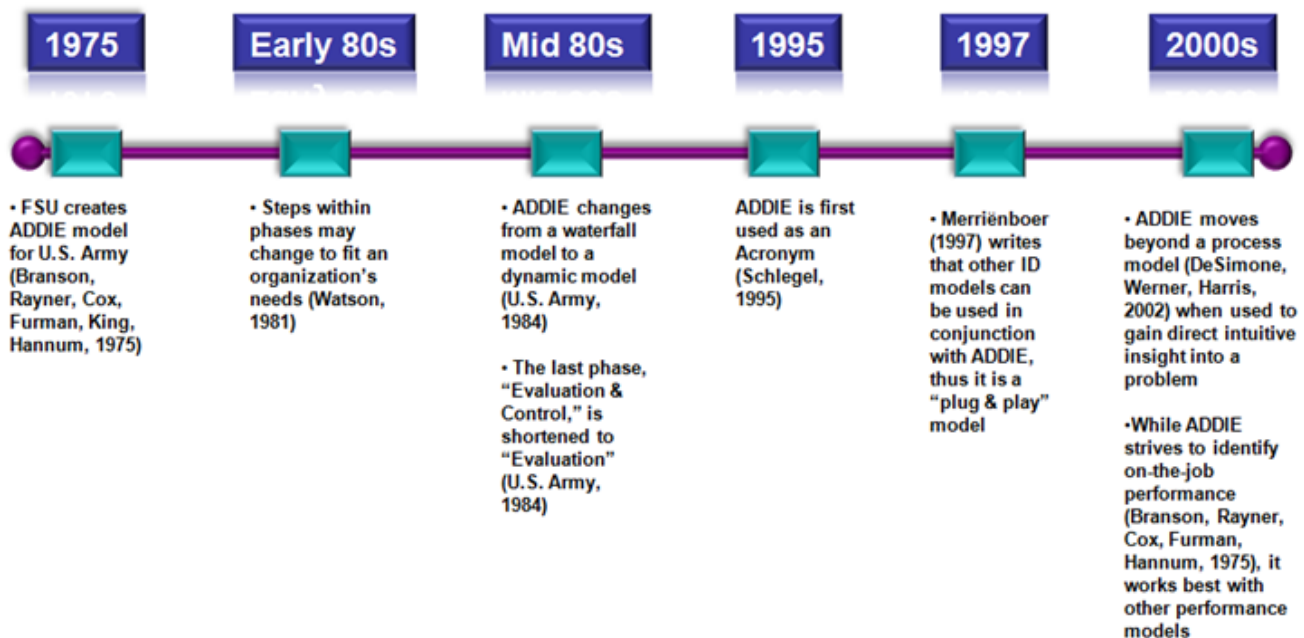 1975
Early 80s
Mid 80s
1995
1997
2000s
• FSU creates
ADDIE model
for U.S. Army
(Branson,
Rayner, Cox,
Furman, King,
Hannum, 1975)
• Steps within
phases may
change to fit an
organization's
needs (Watson,
1981)
• ADDIE changes
from a waterfall
model to a
dynamic model
(U.S. Army,
1984)
• The last phase,
“Evaluation &
Control,” is
shortened to
“Evaluation”
(U.S. Army,
1984)
ADDIE is first
used as an
Acronym
(Schlegel,
1995)
• Merriënboer
(1997) writes
that other ID
models can
be used in
conjunction
with ADDIE,
thus it is a
“plug & play”
model
• ADDIE moves
beyond a process
model (DeSimone,
Werner, Harris,
2002) when used to
gain direct intuitive
insight into a
problem
•While ADDIE
strives to identify
on-the-job
performance
(Branson, Rayner,
Cox, Furman,
Hannum, 1975), it
works best with
other performance
models